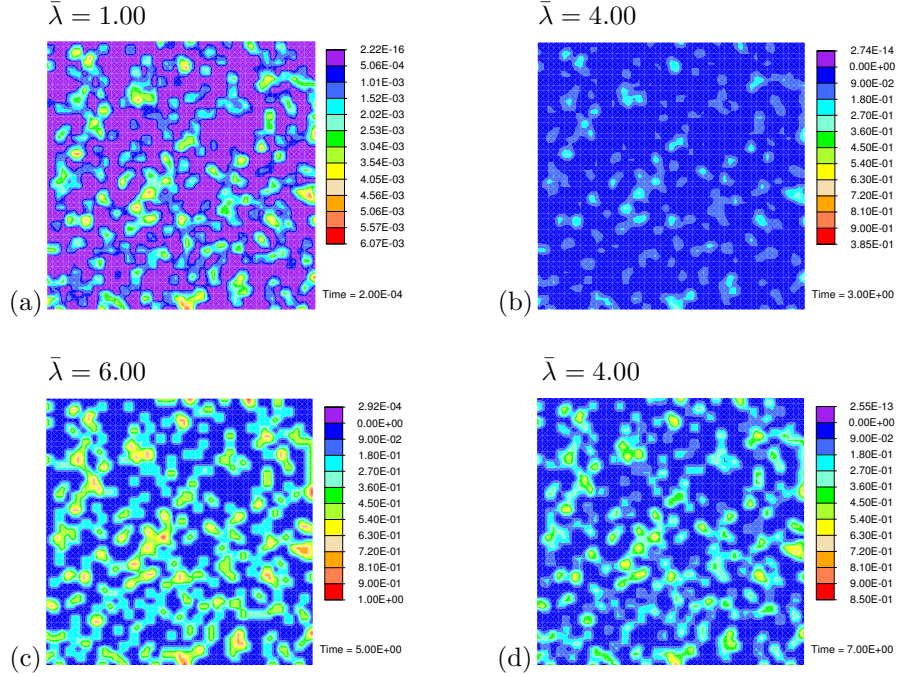 λ̄ = 1.00
2.22E-16
5.06E-04
1.01E-03
1.52E-03
2.02E-03
2.53E-03
3.04E-03
3.54E-03
4.05E-03
4.56E-03
5.06E-03
5.57E-03
6.07E-03
Time = 2.00E-04
(a)
λ̄ = 4.00
2.74E-14
0.00E+00
9.00E-02
1.80E-01
2.70E-01
3.60E-01
4.50E-01
5.40E-01
6.30E-01
7.20E-01
8.10E-01
9.00E-01
3.85E-01
Time = 3.00E+00
(b)
λ̄ = 6.00
2.92E-04
0.00E+00
9.00E-02
1.80E-01
2.70E-01
3.60E-01
4.50E-01
5.40E-01
6.30E-01
7.20E-01
8.10E-01
9.00E-01
1.00E+00
Time = 5.00E+00
(c)
λ̄ = 4.00
2.55E-13
0.00E+00
9.00E-02
1.80E-01
2.70E-01
3.60E-01
4.50E-01
5.40E-01
6.30E-01
7.20E-01
8.10E-01
9.00E-01
8.50E-01
Time = 7.00E+00
(d)